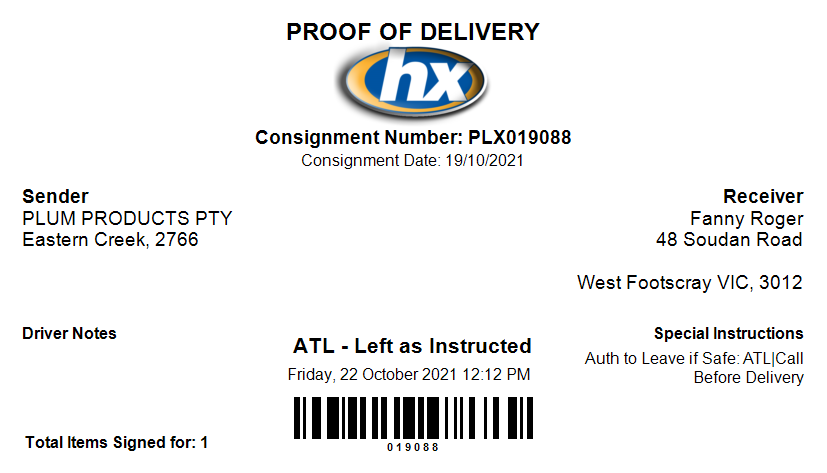 PROOF OF DELIVERY
hx
Consignment Number: PLX019088
Consignment Date: 19/10/2021
Sender
PLUM PRODUCTS PTY
Eastern Creek, 2766
Receiver
Fanny Roger
48 Soudan Road
West Footscray VIC, 3012
Driver Notes
ATL - Left as Instructed
Friday, 22 October 2021 12:12 PM
Special Instructions
Auth to Leave if Safe: ATL|Call
Before Delivery
019088
Total Items Signed for: 1